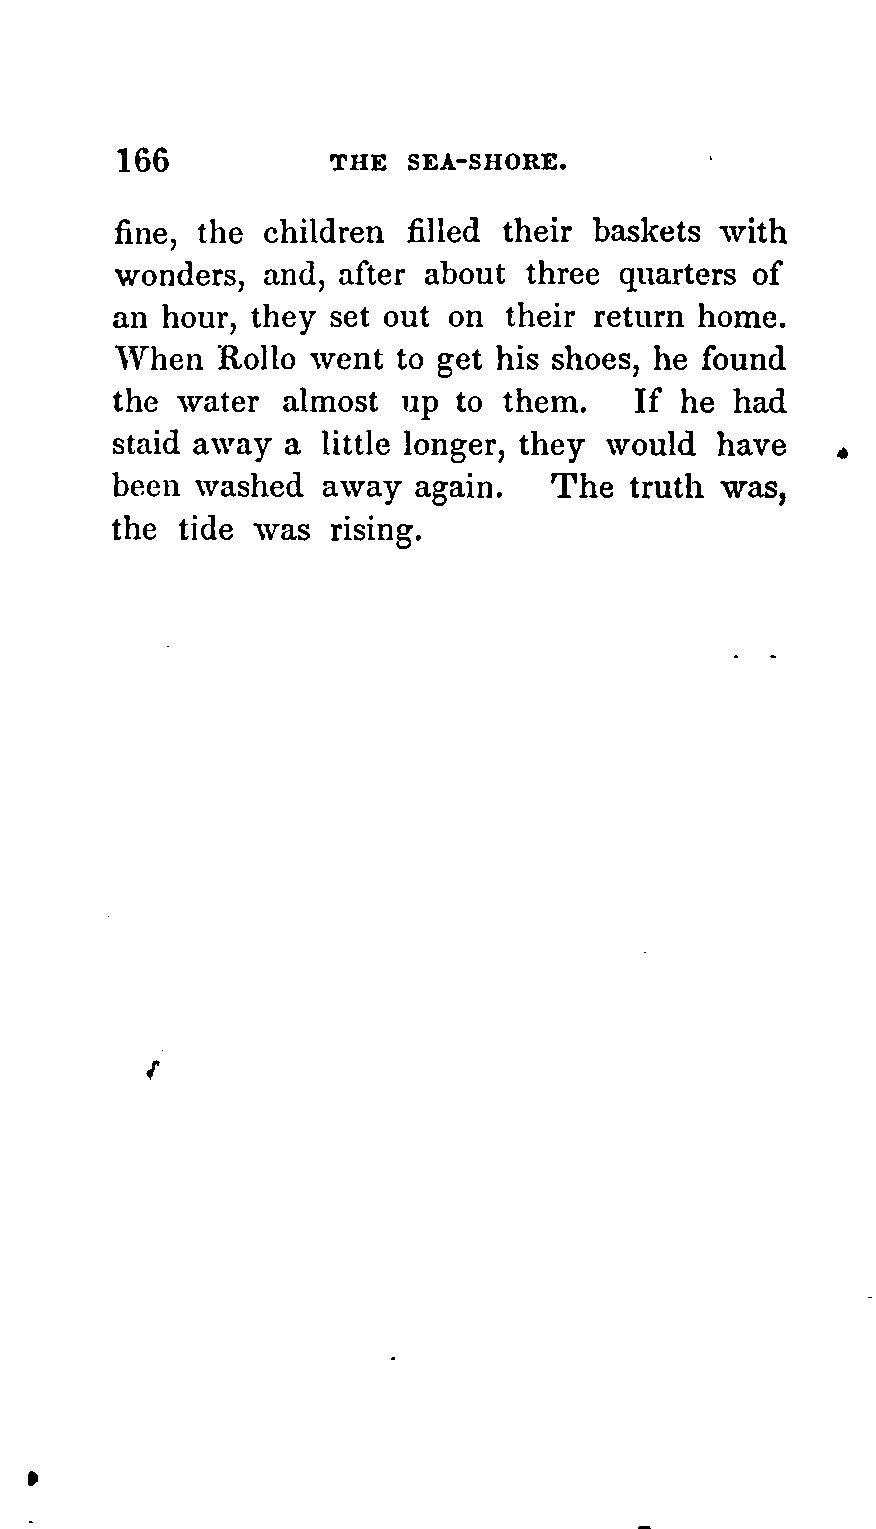 166 THE SEA-SHORE.
fine, the children filled their baskets with
wonders, and, after about three quarters of
an hour, they set out on their return home.
When Rollo went to get his shoes, he found
the water almost up to them. If he had
staid away a little longer, they would have
been washed away again. The truth was,
the tide was rising.